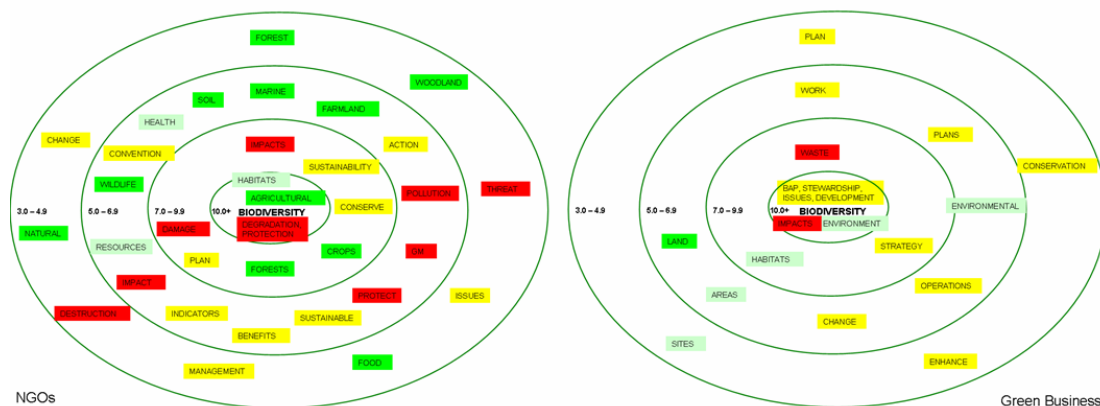 FOREST
WOODLAND
MARINE
SOIL
FARMLAND
HEALTH
CHANGE
IMPACTS
ACTION
CONVENTION
SUSTAINABILITY
HABITATS
WILDLIFE
POLLUTION
THREAT
AGRICULTURAL
CONSERVE
3.0 – 4.9
5.0 – 6.9
7.0 – 9.9
10.0+
BIODIVERSITY
NATURAL
DAMAGE
DEGRADATION,
PROTECTION
RESOURCES
CROPS
GM
PLAN
FORESTS
IMPACT
PROTECT
ISSUES
DESTRUCTION
INDICATORS
SUSTAINABLE
BENEFITS
FOOD
MANAGEMENT
NGOs
PLAN
WORK
PLANS
WASTE
CONSERVATION
BAP, STEWARDSHIP,
ISSUES, DEVELOPMENT
ENVIRONMENTAL
3.0 – 4.9
5.0 – 6.9
7.0 – 9.9
10.0+
BIODIVERSITY
IMPACTS
ENVIRONMENT
LAND
STRATEGY
HABITATS
OPERATIONS
AREAS
CHANGE
SITES
ENHANCE
Green Business